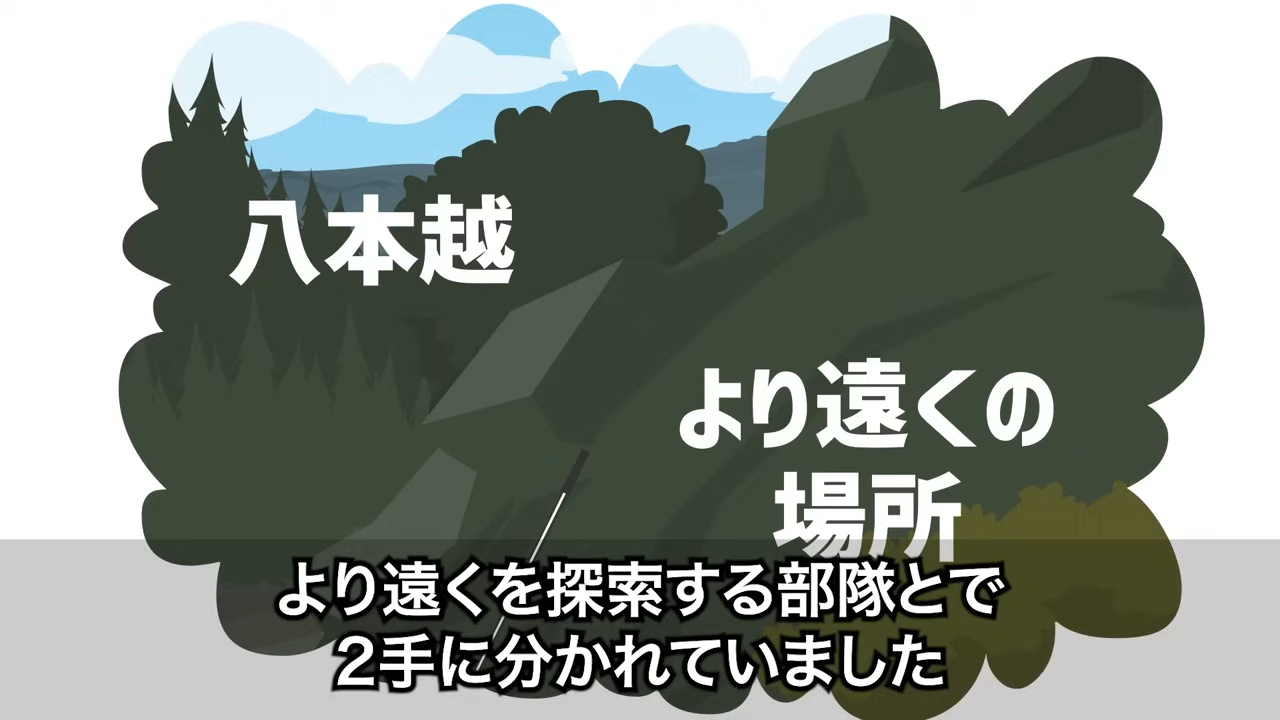 八本越
より遠くの
場所
より遠くを探索する部隊とで
2手に分かれていました